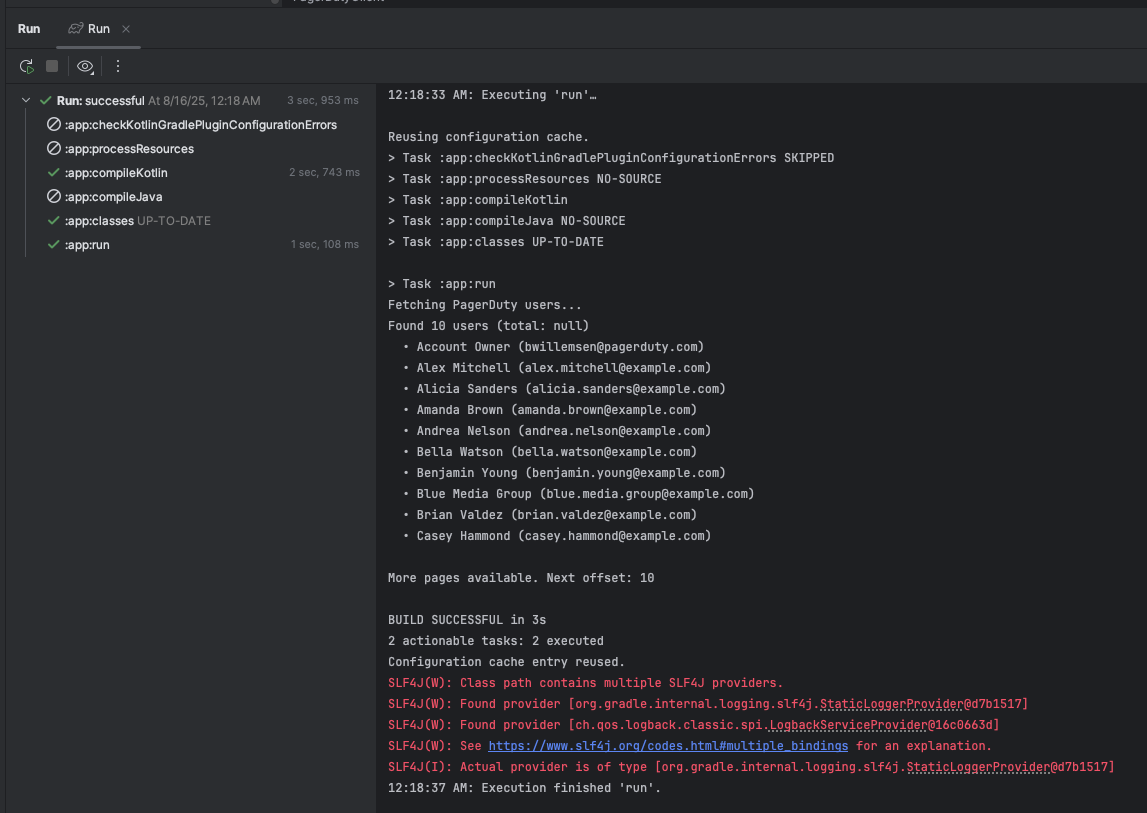 PagerDutyClient
Run
Run
Run: successful At 8/16/25, 12:18 AM 3 sec, 953 ms
:app:checkKotlinGradlePluginConfigurationErrors
:app:processResources
:app:compileKotlin 2 sec, 743 ms
:app:compileJava
:app:classes UP-TO-DATE
:app:run 1 sec, 108 ms
12:18:33 AM: Executing 'run'…
Reusing configuration cache.
> Task :app:checkKotlinGradlePluginConfigurationErrors SKIPPED
> Task :app:processResources NO-SOURCE
> Task :app:compileKotlin
> Task :app:compileJava NO-SOURCE
> Task :app:classes UP-TO-DATE
> Task :app:run
Fetching PagerDuty users...
Found 10 users (total: null)
• Account Owner (bwillemsen@pagerduty.com)
• Alex Mitchell (alex.mitchell@example.com)
• Alicia Sanders (alicia.sanders@example.com)
• Amanda Brown (amanda.brown@example.com)
• Andrea Nelson (andrea.nelson@example.com)
• Bella Watson (bella.watson@example.com)
• Benjamin Young (benjamin.young@example.com)
• Blue Media Group (blue.media.group@example.com)
• Brian Valdez (brian.valdez@example.com)
• Casey Hammond (casey.hammond@example.com)
More pages available. Next offset: 10
BUILD SUCCESSFUL in 3s
2 actionable tasks: 2 executed
Configuration cache entry reused.
SLF4J(W): Class path contains multiple SLF4J providers.
SLF4J(W): Found provider [org.gradle.internal.logging.slf4j.StaticLoggerProvider@d7b1517]
SLF4J(W): Found provider [ch.qos.logback.classic.spi.LogbackServiceProvider@16c0663d]
SLF4J(W): See https://www.slf4j.org/codes.html#multiple_bindings for an explanation.
SLF4J(I): Actual provider is of type [org.gradle.internal.logging.slf4j.StaticLoggerProvider@d7b1517]
12:18:37 AM: Execution finished 'run'.